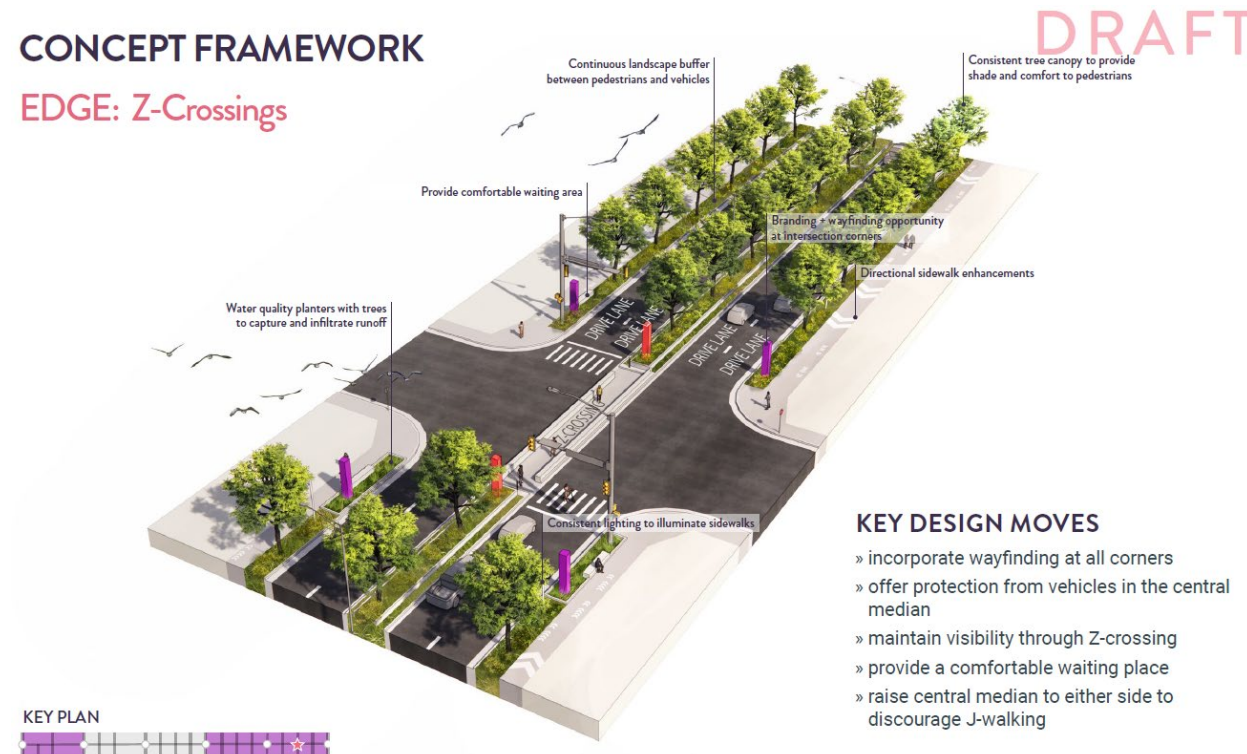 DRAFT
CONCEPT FRAMEWORK
EDGE: Z-Crossings
Continuous landscape buffer
between pedestrians and vehicles
Consistent tree canopy to provide
shade and comfort to pedestrians
Provide comfortable waiting area
Branding + wayfinding opportunity
at intersection corners
Directional sidewalk enhancements
Water quality planters with trees
to capture and infiltrate runoff
DRIVE LANE
DRIVE LANE
DRIVE LANE
DRIVE LANE
Z-CROSSING
Consistent lighting to illuminate sidewalks
KEY DESIGN MOVES
» incorporate wayfinding at all corners
» offer protection from vehicles in the central
median
» maintain visibility through Z-crossing
» provide a comfortable waiting place
» raise central median to either side to
discourage J-walking
KEY PLAN